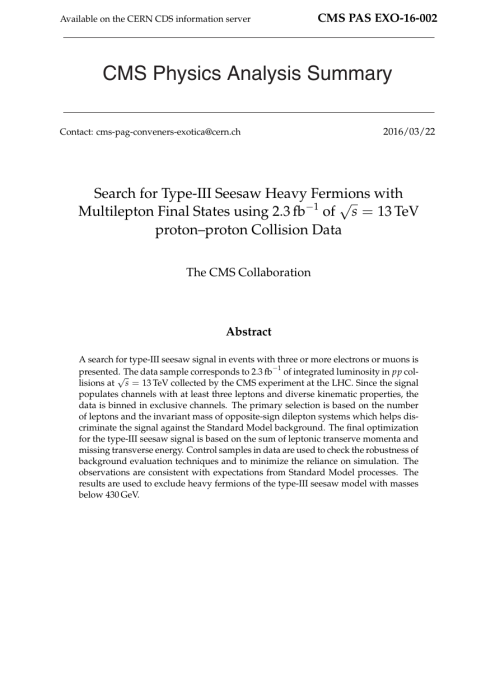 Available on the CERN CDS information server CMS PAS EXO-16-002
CMS Physics Analysis Summary
Contact: cms-pag-conveners-exotica@cern.ch 2016/03/22
Search for Type-III Seesaw Heavy Fermions with
Multilepton Final States using 2.3 fb⁻¹ of √s = 13 TeV
proton–proton Collision Data
The CMS Collaboration
Abstract
A search for type-III seesaw signal in events with three or more electrons or muons is
presented. The data sample corresponds to 2.3 fb⁻¹ of integrated luminosity in pp col-
lisions at √s = 13 TeV collected by the CMS experiment at the LHC. Since the signal
populates channels with at least three leptons and diverse kinematic properties, the
data is binned in exclusive channels. The primary selection is based on the number
of leptons and the invariant mass of opposite-sign dilepton systems which helps dis-
criminate the signal against the Standard Model background. The final optimization
for the type-III seesaw signal is based on the sum of leptonic transerve momenta and
missing transverse energy. Control samples in data are used to check the robustness of
background evaluation techniques and to minimize the reliance on simulation. The
observations are consistent with expectations from Standard Model processes. The
results are used to exclude heavy fermions of the type-III seesaw model with masses
below 430 GeV.